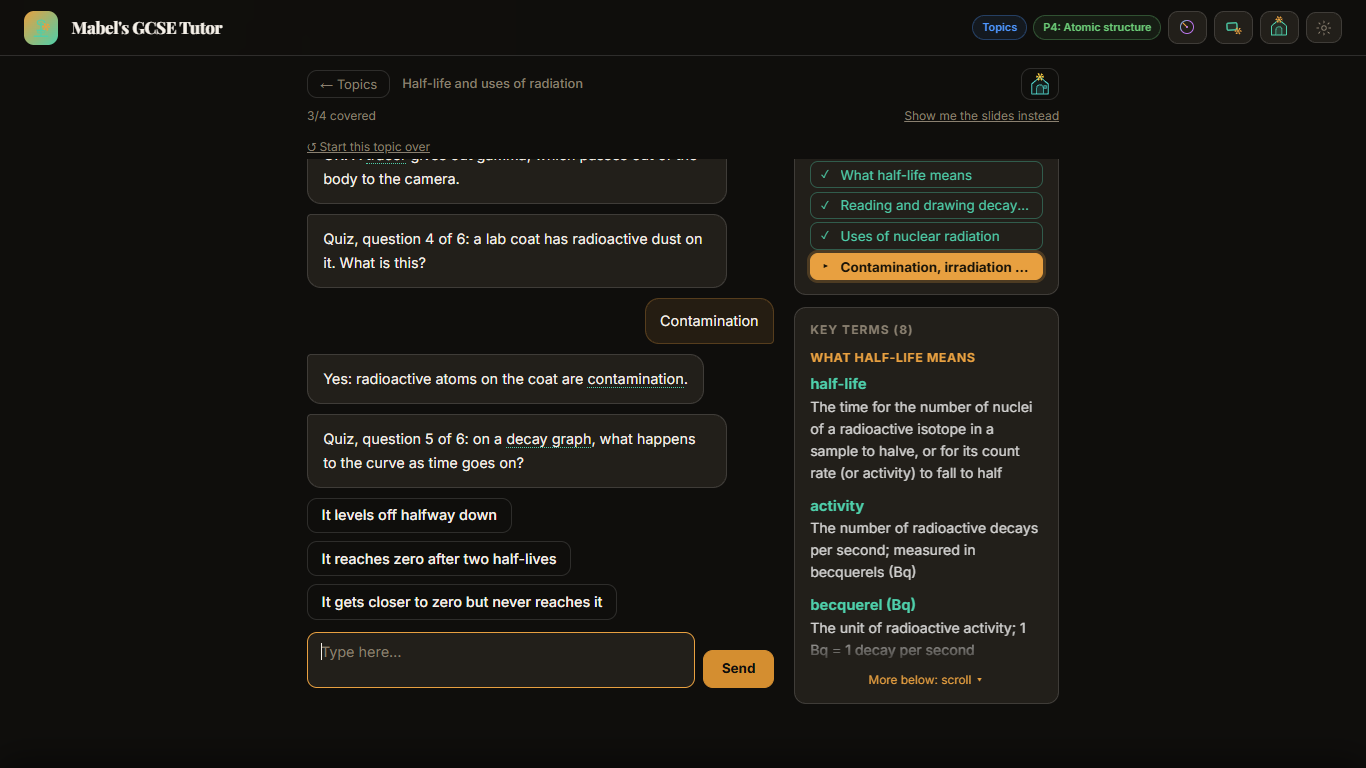 Mabel's GCSE Tutor
Topics
P4: Atomic structure
← Topics
Half-life and uses of radiation
3/4 covered
Show me the slides instead
↺ Start this topic over
body to the camera.
Quiz, question 4 of 6: a lab coat has radioactive dust on
it. What is this?
Contamination
Yes: radioactive atoms on the coat are contamination.
Quiz, question 5 of 6: on a decay graph, what happens
to the curve as time goes on?
It levels off halfway down
It reaches zero after two half-lives
It gets closer to zero but never reaches it
Type here...
Send
✓ What half-life means
✓ Reading and drawing decay...
✓ Uses of nuclear radiation
‣ Contamination, irradiation ...
KEY TERMS (8)
WHAT HALF-LIFE MEANS
half-life
The time for the number of nuclei
of a radioactive isotope in a
sample to halve, or for its count
rate (or activity) to fall to half
activity
The number of radioactive decays
per second; measured in
becquerels (Bq)
becquerel (Bq)
The unit of radioactive activity; 1
Bq = 1 decay per second
More below: scroll ▾